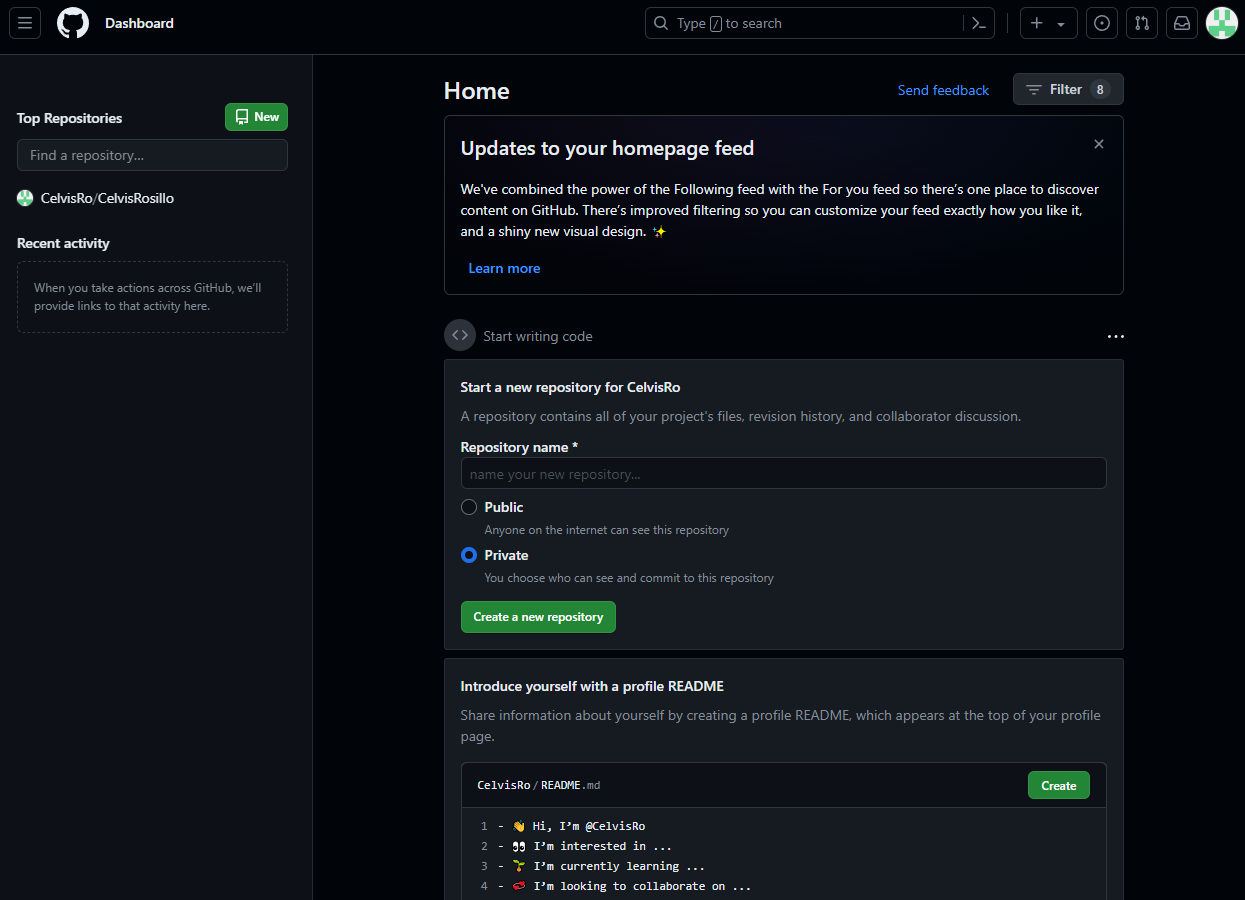 Dashboard
Type / to search
Top Repositories
New
Find a repository...
CelvisRo/CelvisRosillo
Recent activity
When you take actions across GitHub, we'll
provide links to that activity here.
Home
Send feedback
Filter 8
Updates to your homepage feed
We've combined the power of the Following feed with the For you feed so there's one place to discover
content on GitHub. There's improved filtering so you can customize your feed exactly how you like it,
and a shiny new visual design. ✨
Learn more
Start writing code
Start a new repository for CelvisRo
A repository contains all of your project's files, revision history, and collaborator discussion.
Repository name *
name your new repository...
Public
Anyone on the internet can see this repository
Private
You choose who can see and commit to this repository
Create a new repository
Introduce yourself with a profile README
Share information about yourself by creating a profile README, which appears at the top of your profile
page.
CelvisRo/README.md
Create
1 - 👋 Hi, I'm @CelvisRo
2 - 👀 I'm interested in ...
3 - 🌱 I'm currently learning ...
4 - 💞️ I'm looking to collaborate on ...